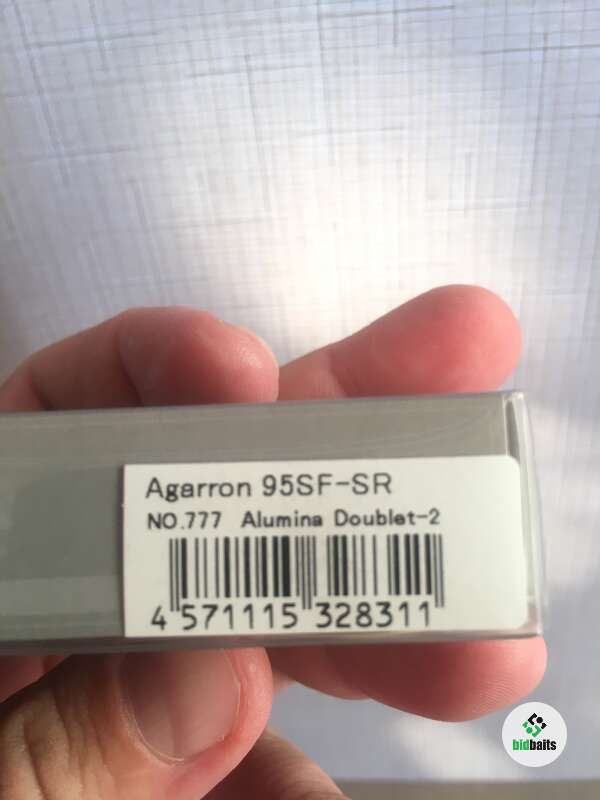 Agarron 95SF-SR
NO.777 Alumina Doublet-2
4 571115 328311
bidbaits